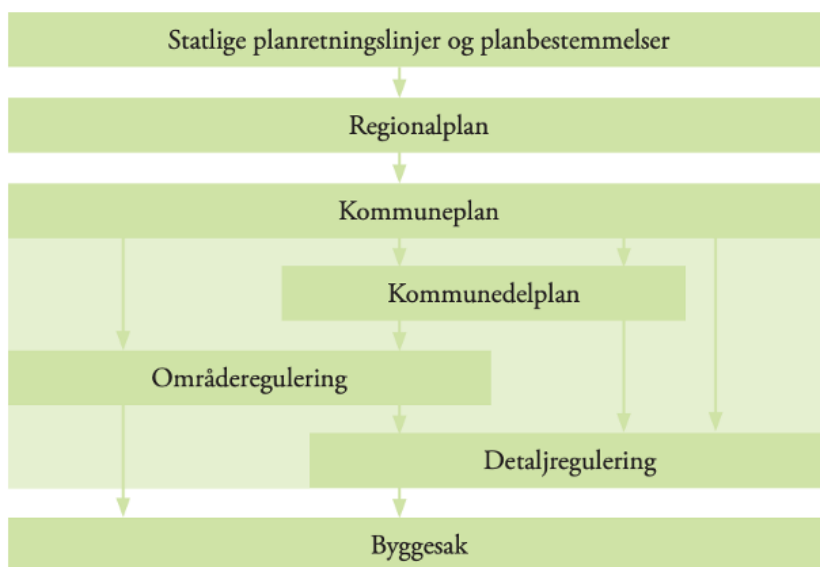 Statlige planretningslinjer og planbestemmelser
Regionalplan
Kommuneplan
Kommunedelplan
Områderegulering
Detaljregulering
Byggesak